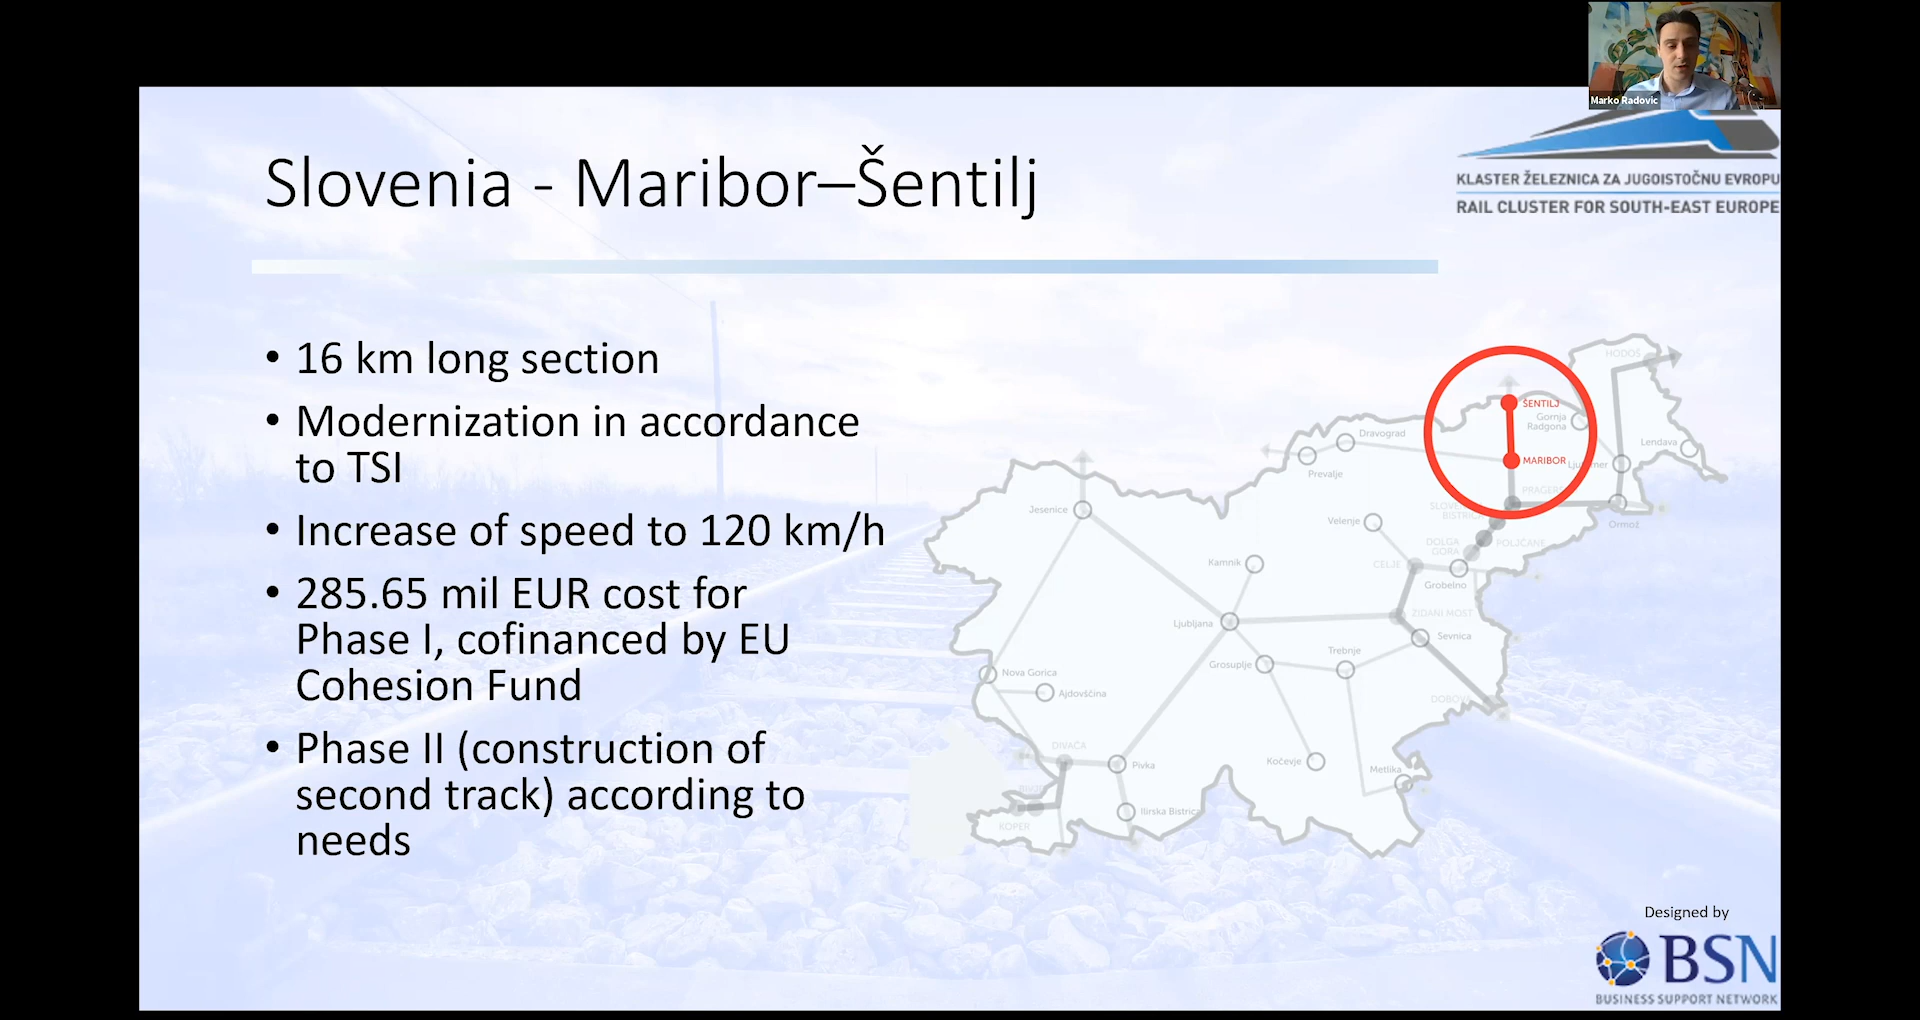 Marko Radovic
KLASTER ŽELEZNICA ZA JUGOISTOČNU EVROPU
RAIL CLUSTER FOR SOUTH-EAST EUROPE
Slovenia - Maribor–Šentilj
• 16 km long section
• Modernization in accordance
to TSI
• Increase of speed to 120 km/h
• 285.65 mil EUR cost for
Phase I, cofinanced by EU
Cohesion Fund
• Phase II (construction of
second track) according to
needs
HODOŠ
ŠENTILJ
Gornja
Radgona
Dravograd
Lendava
MARIBOR
Prevalje
Jesenice
Velenje
Ormož
DOLGA
GORA
POLJČANE
Kamnik
CELJE
Grobelno
ZIDANI MOST
Ljubljana
Sevnica
Trebnje
Grosuplje
Nova Gorica
Ajdovščina
DOBOVA
DIVAČA
Pivka
Kočevje
Metlika
Ilirska Bistrica
KOPER
Designed by
BSN
BUSINESS SUPPORT NETWORK